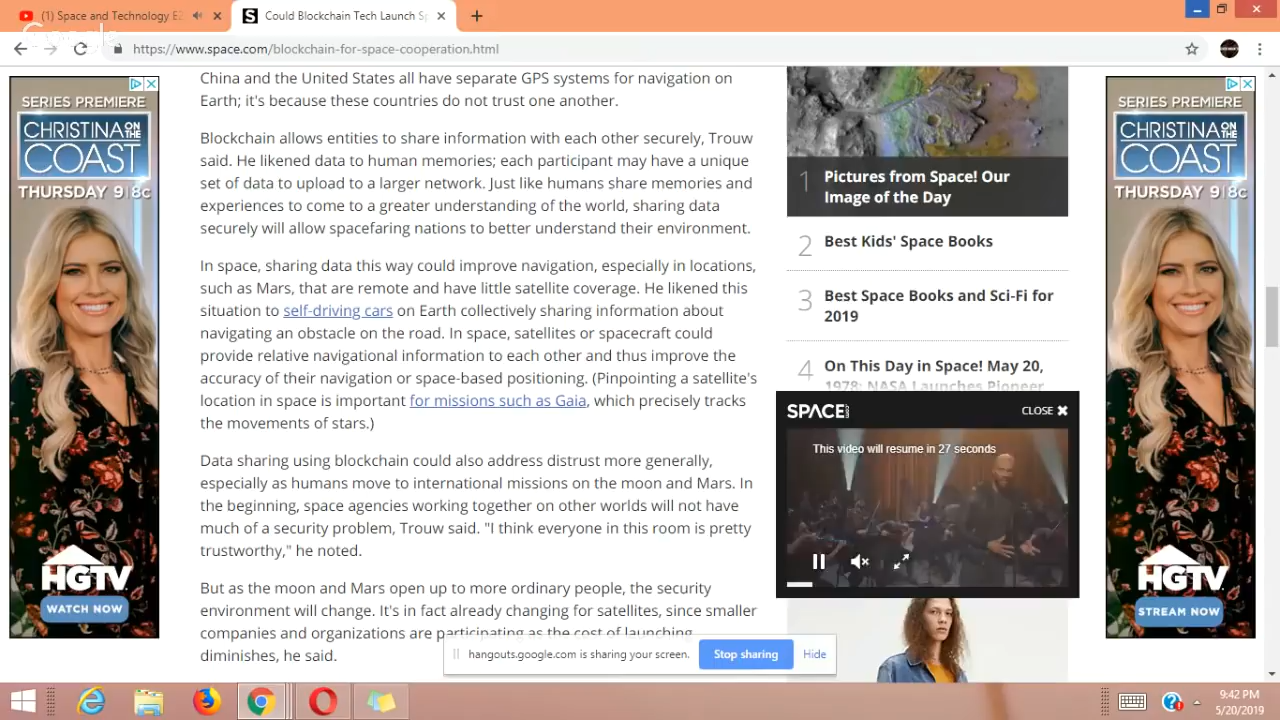 (1) Space and Technology E
Could Blockchain Tech Launch Sp
Google
https://www.space.com/blockchain-for-space-cooperation.html
SERIES PREMIERE
CHRISTINA ON THE
COAST
THURSDAY 9|8c
HGTV
WATCH NOW
China and the United States all have separate GPS systems for navigation on
Earth; it's because these countries do not trust one another.
Blockchain allows entities to share information with each other securely, Trouw
said. He likened data to human memories; each participant may have a unique
set of data to upload to a larger network. Just like humans share memories and
experiences to come to a greater understanding of the world, sharing data
securely will allow spacefaring nations to better understand their environment.
In space, sharing data this way could improve navigation, especially in locations,
such as Mars, that are remote and have little satellite coverage. He likened this
situation to self-driving cars on Earth collectively sharing information about
navigating an obstacle on the road. In space, satellites or spacecraft could
provide relative navigational information to each other and thus improve the
accuracy of their navigation or space-based positioning. (Pinpointing a satellite's
location in space is important for missions such as Gaia, which precisely tracks
the movements of stars.)
Data sharing using blockchain could also address distrust more generally,
especially as humans move to international missions on the moon and Mars. In
the beginning, space agencies working together on other worlds will not have
much of a security problem, Trouw said. "I think everyone in this room is pretty
trustworthy," he noted.
But as the moon and Mars open up to more ordinary people, the security
environment will change. It's in fact already changing for satellites, since smaller
companies and organizations are participating as the cost of launching
diminishes, he said.
1 Pictures from Space! Our
Image of the Day
2 Best Kids' Space Books
3 Best Space Books and Sci-Fi for
2019
4 On This Day in Space! May 20,
1978: NASA Launches Pioneer
SPACE.COM
CLOSE
This video will resume in 27 seconds
SERIES PREMIERE
CHRISTINA ON THE
COAST
THURSDAY 9|8c
HGTV
STREAM NOW
hangouts.google.com is sharing your screen.
Stop sharing
Hide
9:42 PM
5/20/2019